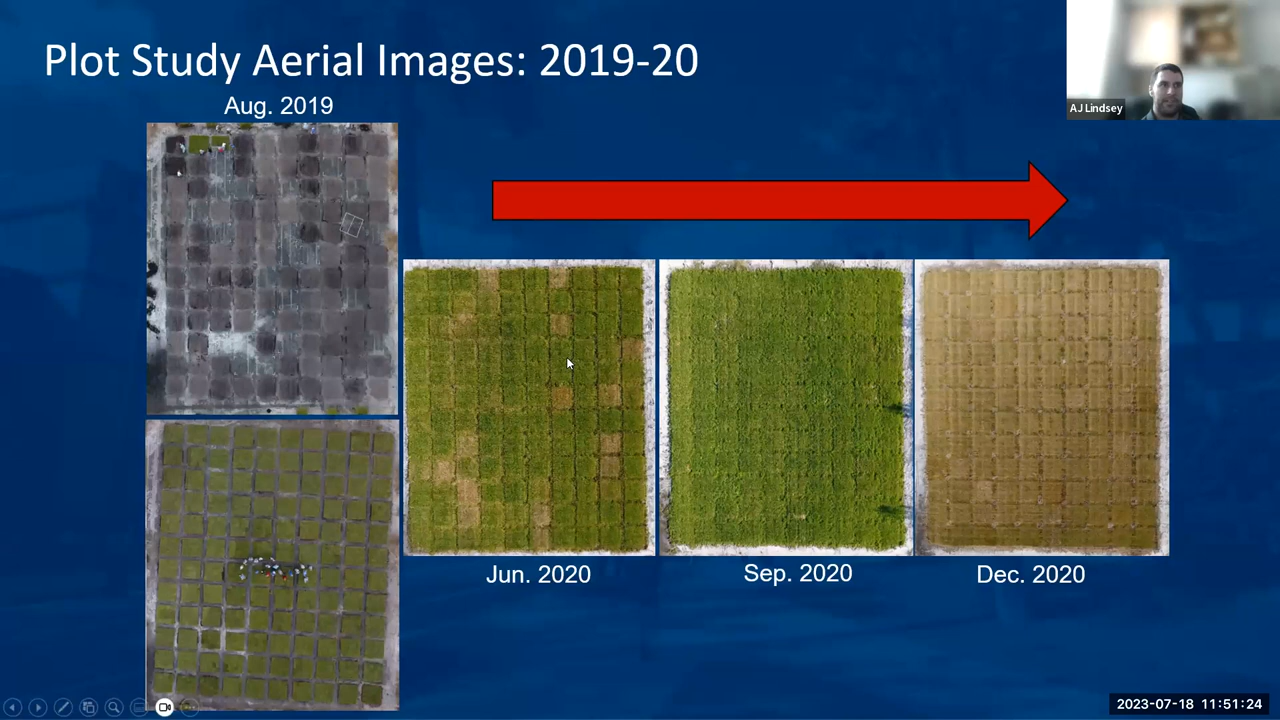 Plot Study Aerial Images: 2019-20
AJ Lindsey
Aug. 2019
Jun. 2020
Sep. 2020
Dec. 2020
2023-07-18 11:51:24